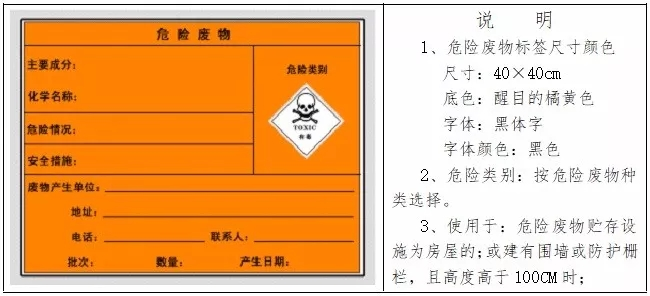 危险废物
主要成分：
化学名称：
危险类别
TOXIC
有毒
危险情况：
安全措施：
废物产生单位：
地址：
电话： 联系人：
批次： 数量： 产生日期：
说 明
1、危险废物标签尺寸颜色
尺寸：40×40cm
底色：醒目的橘黄色
字体：黑体字
字体颜色：黑色
2、危险类别：按危险废物种
类选择。
3、使用于：危险废物贮存设
施为房屋的；或建有围墙或防护栅
栏，且高度高于100CM时；